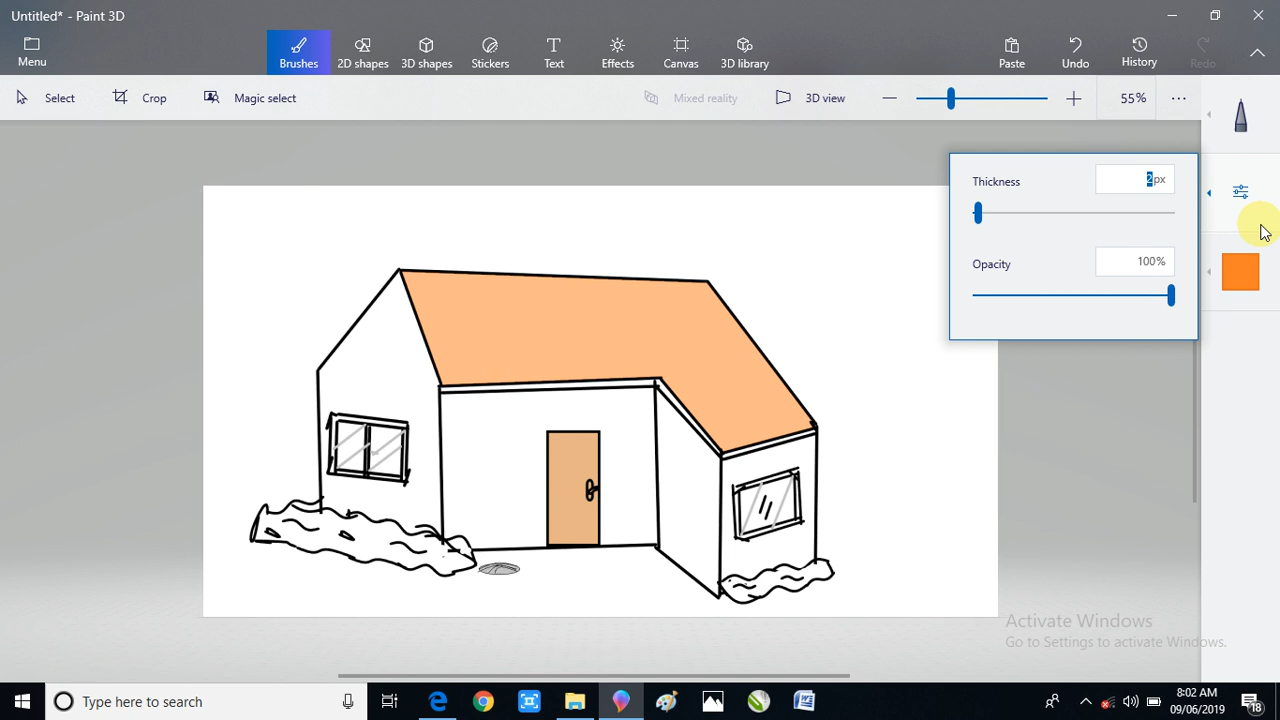 Untitled* - Paint 3D
Menu
Brushes
2D shapes
3D shapes
Stickers
Text
Effects
Canvas
3D library
Paste
Undo
History
Redo
Select
Crop
Magic select
Mixed reality
3D view
55%
Thickness
2px
Opacity
100%
Activate Windows
Go to Settings to activate Windows.
Type here to search
8:02 AM
09/06/2019
18